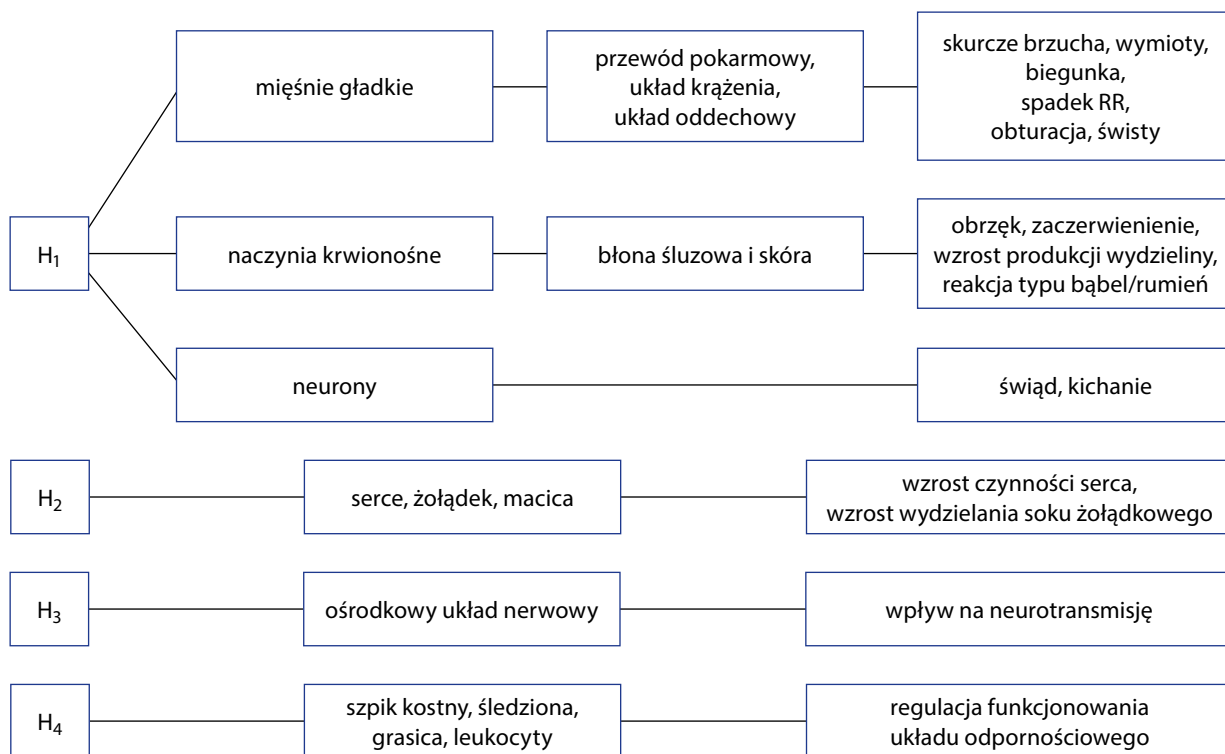 mięśnie gładkie
przewód pokarmowy,
układ krążenia,
układ oddechowy
skurcze brzucha, wymioty,
biegunka,
spadek RR,
obturacja, świsty
H₁
naczynia krwionośne
błona śluzowa i skóra
obrzęk, zaczerwienienie,
wzrost produkcji wydzieliny,
reakcja typu bąbel/rumień
neurony
świąd, kichanie
H₂
serce, żołądek, macica
wzrost czynności serca,
wzrost wydzielania soku żołądkowego
H₃
ośrodkowy układ nerwowy
wpływ na neurotransmisję
H₄
szpik kostny, śledziona,
grasica, leukocyty
regulacja funkcjonowania
układu odpornościowego